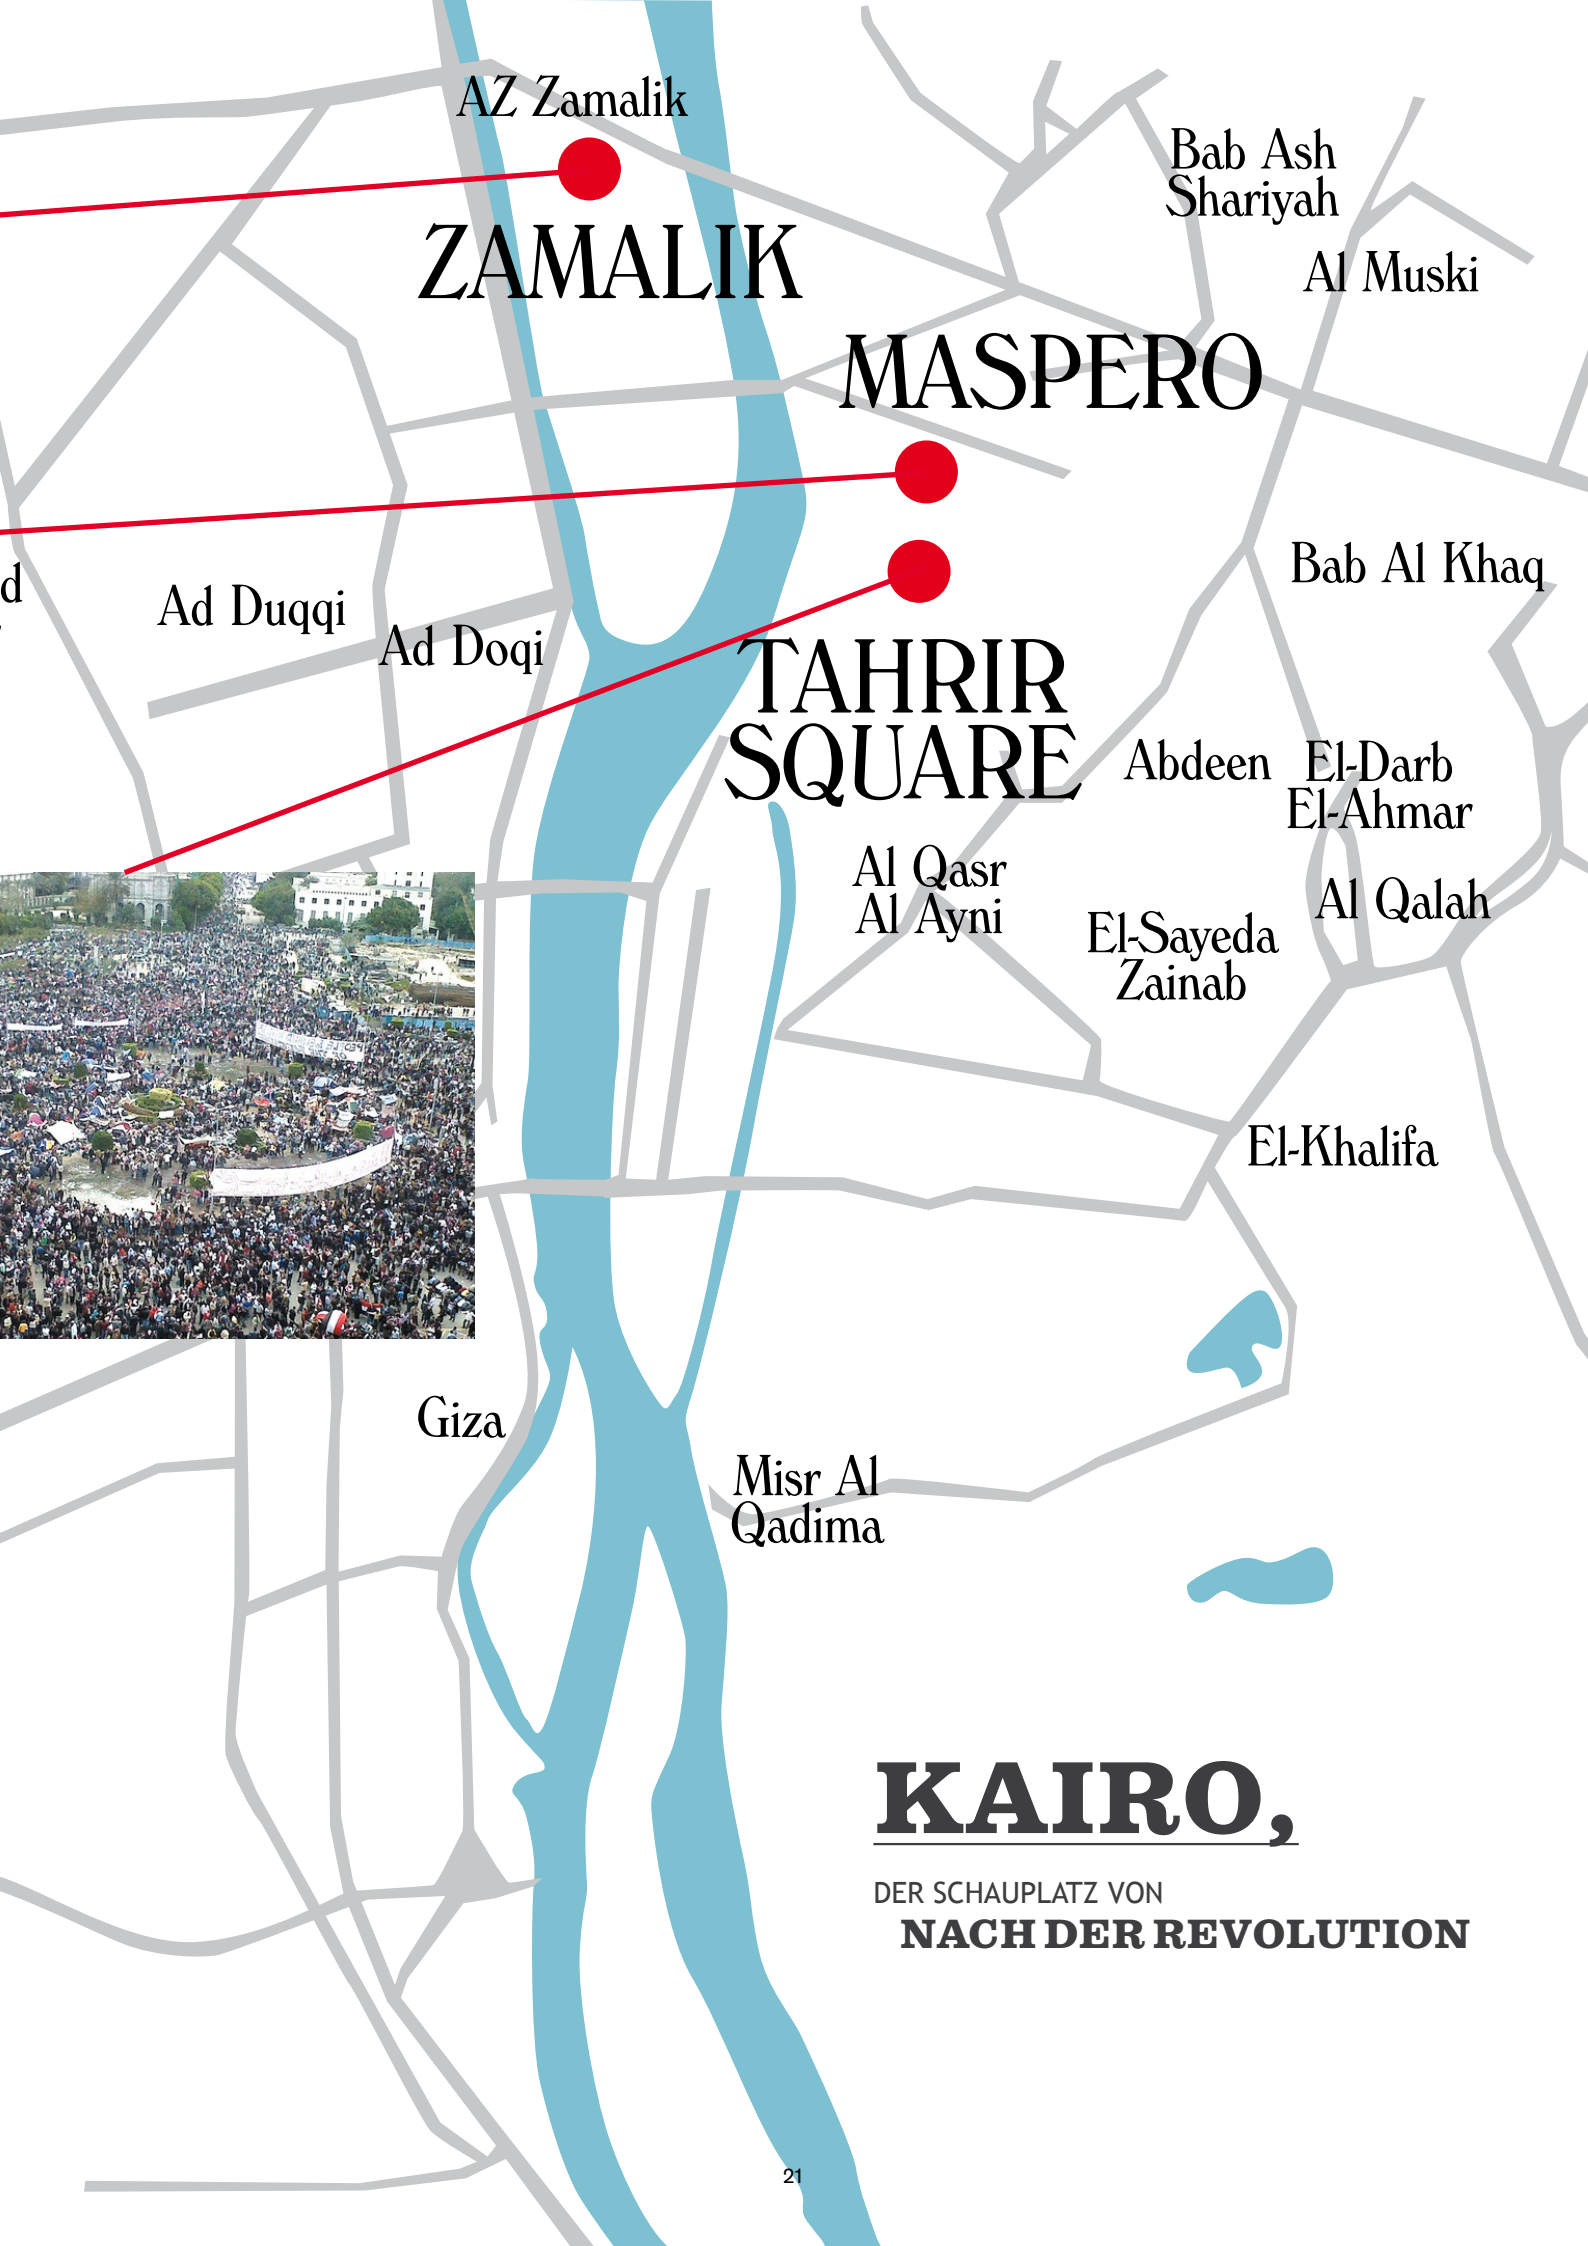 AZ Zamalik
ZAMALIK
Bab Ash
Shariyah
Al Muski
MASPERO
Bab Al Khaq
d
Ad Duqqi
Ad Doqi
TAHRIR
SQUARE
Abdeen
El-Darb
El-Ahmar
Al Qasr
Al Ayni
El-Sayeda
Zainab
Al Qalah
El-Khalifa
Giza
Misr Al
Qadima
KAIRO,
DER SCHAUPLATZ VON
NACH DER REVOLUTION
21